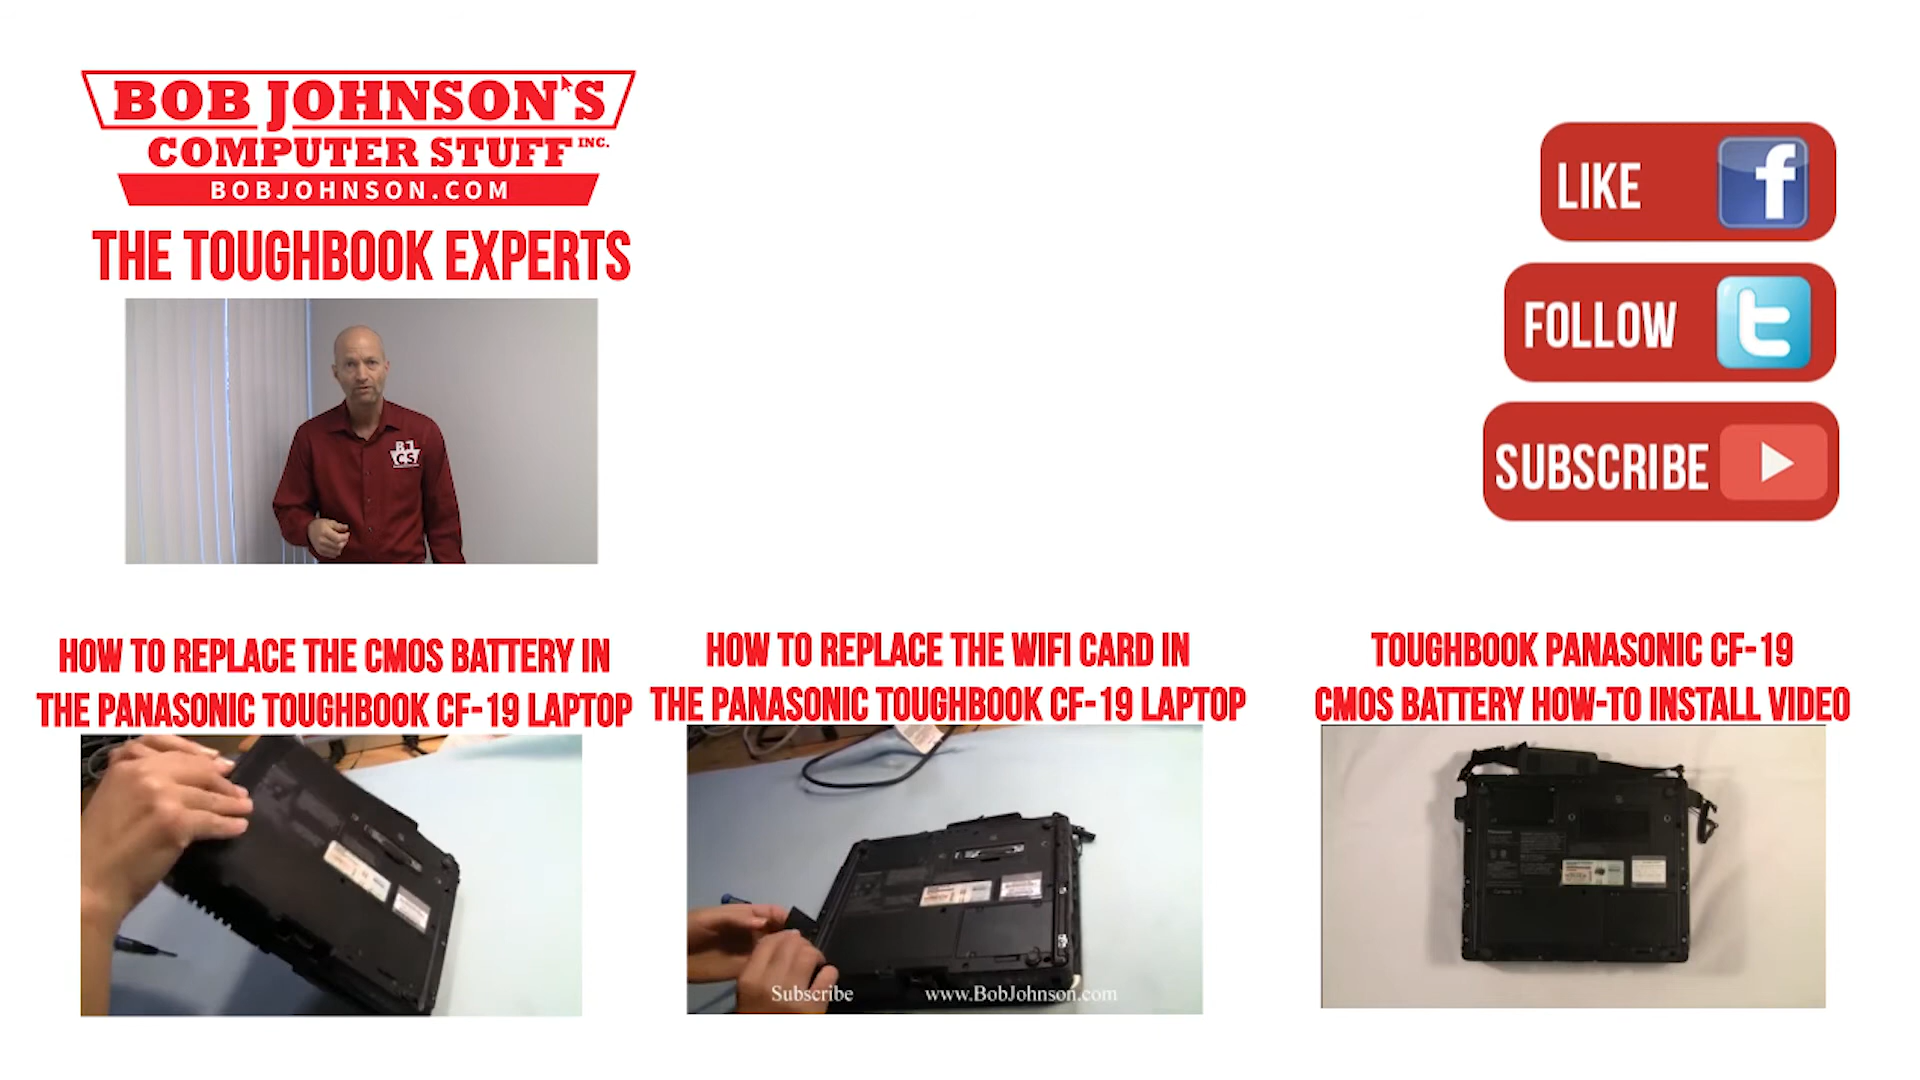 BOB JOHNSON'S
COMPUTER STUFF INC.
BOBJOHNSON.COM
THE TOUGHBOOK EXPERTS
BJ
CS
LIKE f
FOLLOW t
SUBSCRIBE
HOW TO REPLACE THE CMOS BATTERY IN
THE PANASONIC TOUGHBOOK CF-19 LAPTOP
HOW TO REPLACE THE WIFI CARD IN
THE PANASONIC TOUGHBOOK CF-19 LAPTOP
Subscribe www.BobJohnson.com
TOUGHBOOK PANASONIC CF-19
CMOS BATTERY HOW-TO INSTALL VIDEO